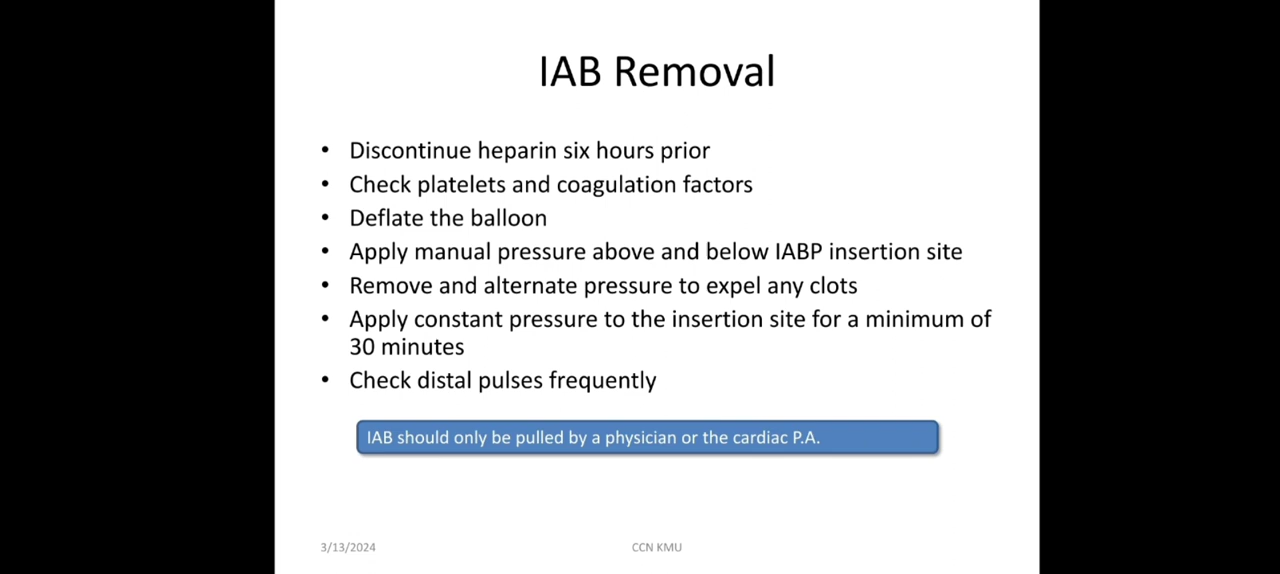 IAB Removal
• Discontinue heparin six hours prior
• Check platelets and coagulation factors
• Deflate the balloon
• Apply manual pressure above and below IABP insertion site
• Remove and alternate pressure to expel any clots
• Apply constant pressure to the insertion site for a minimum of
30 minutes
• Check distal pulses frequently
IAB should only be pulled by a physician or the cardiac P.A.
3/13/2024
CCN KMU